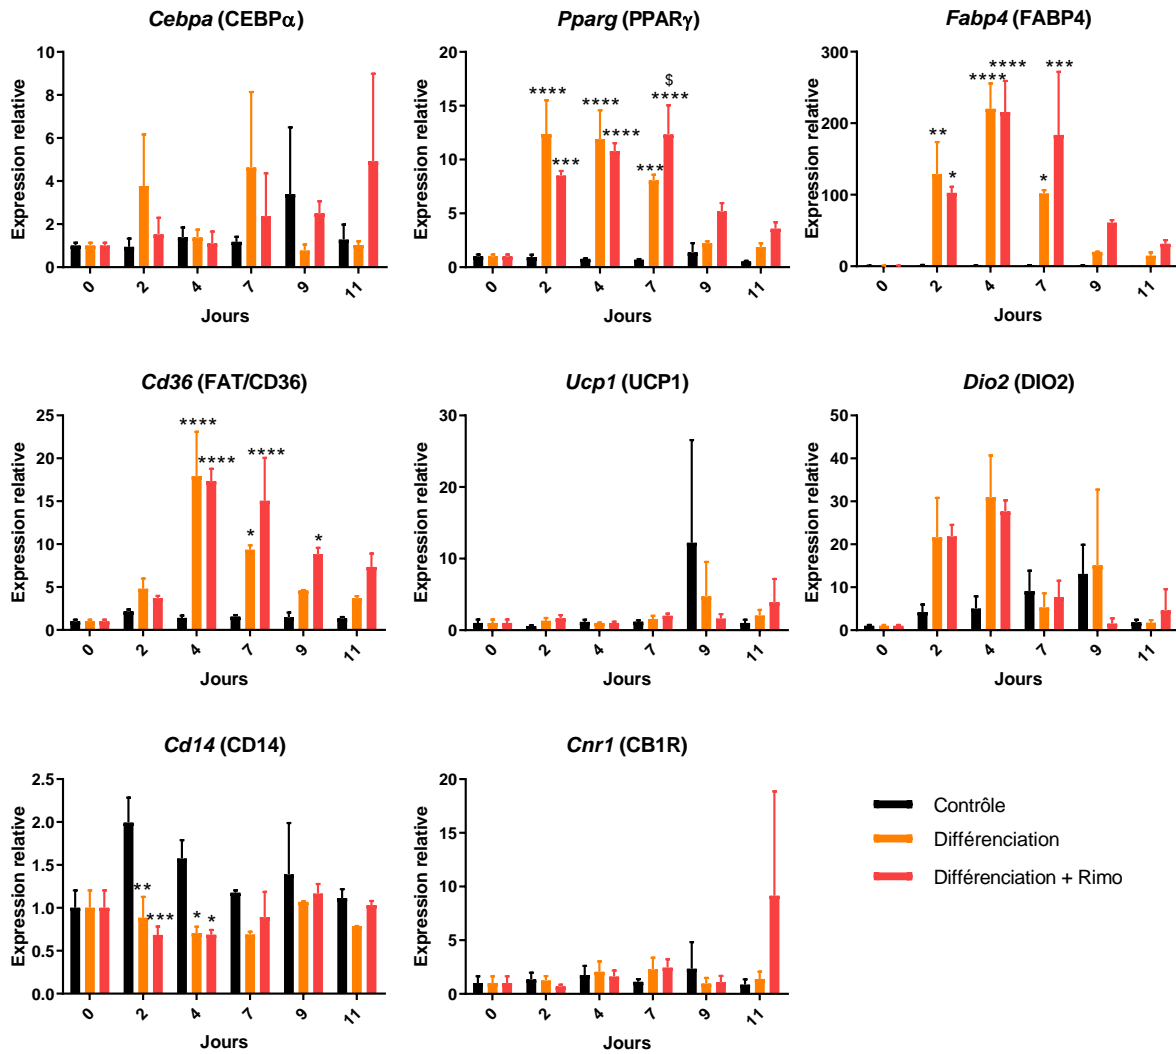 Cebpa (CEBPα)
Expression relative
10
8
6
4
2
0
0 2 4 7 9 11
Jours
Pparg (PPARγ)
Expression relative
20
15
10
5
0
$
**** **** ****
*** **** ***
0 2 4 7 9 11
Jours
Fabp4 (FABP4)
Expression relative
300
200
100
0
**** ***
****
**
* *
0 2 4 7 9 11
Jours
Cd36 (FAT/CD36)
Expression relative
25
20
15
10
5
0
****
**** ****
* *
0 2 4 7 9 11
Jours
Ucp1 (UCP1)
Expression relative
30
20
10
0
0 2 4 7 9 11
Jours
Dio2 (DIO2)
Expression relative
50
40
30
20
10
0
0 2 4 7 9 11
Jours
Cd14 (CD14)
Expression relative
2.5
2.0
1.5
1.0
0.5
0.0
**
*** * *
0 2 4 7 9 11
Jours
Cnr1 (CB1R)
Expression relative
20
15
10
5
0
0 2 4 7 9 11
Jours
Contrôle
Différenciation
Différenciation + Rimo